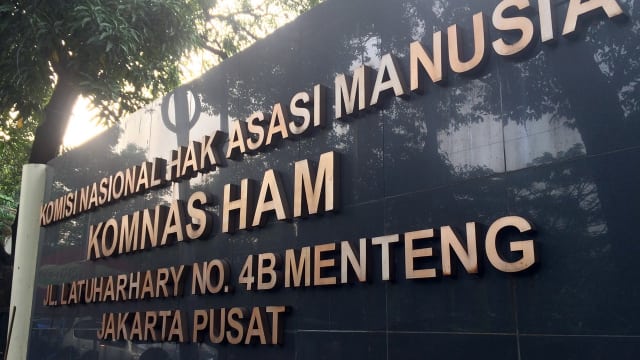 KOMISI NASIONAL HAK ASASI MANUSIA
KOMNAS HAM
JL. LATUHARHARY NO. 4B MENTENG
JAKARTA PUSAT